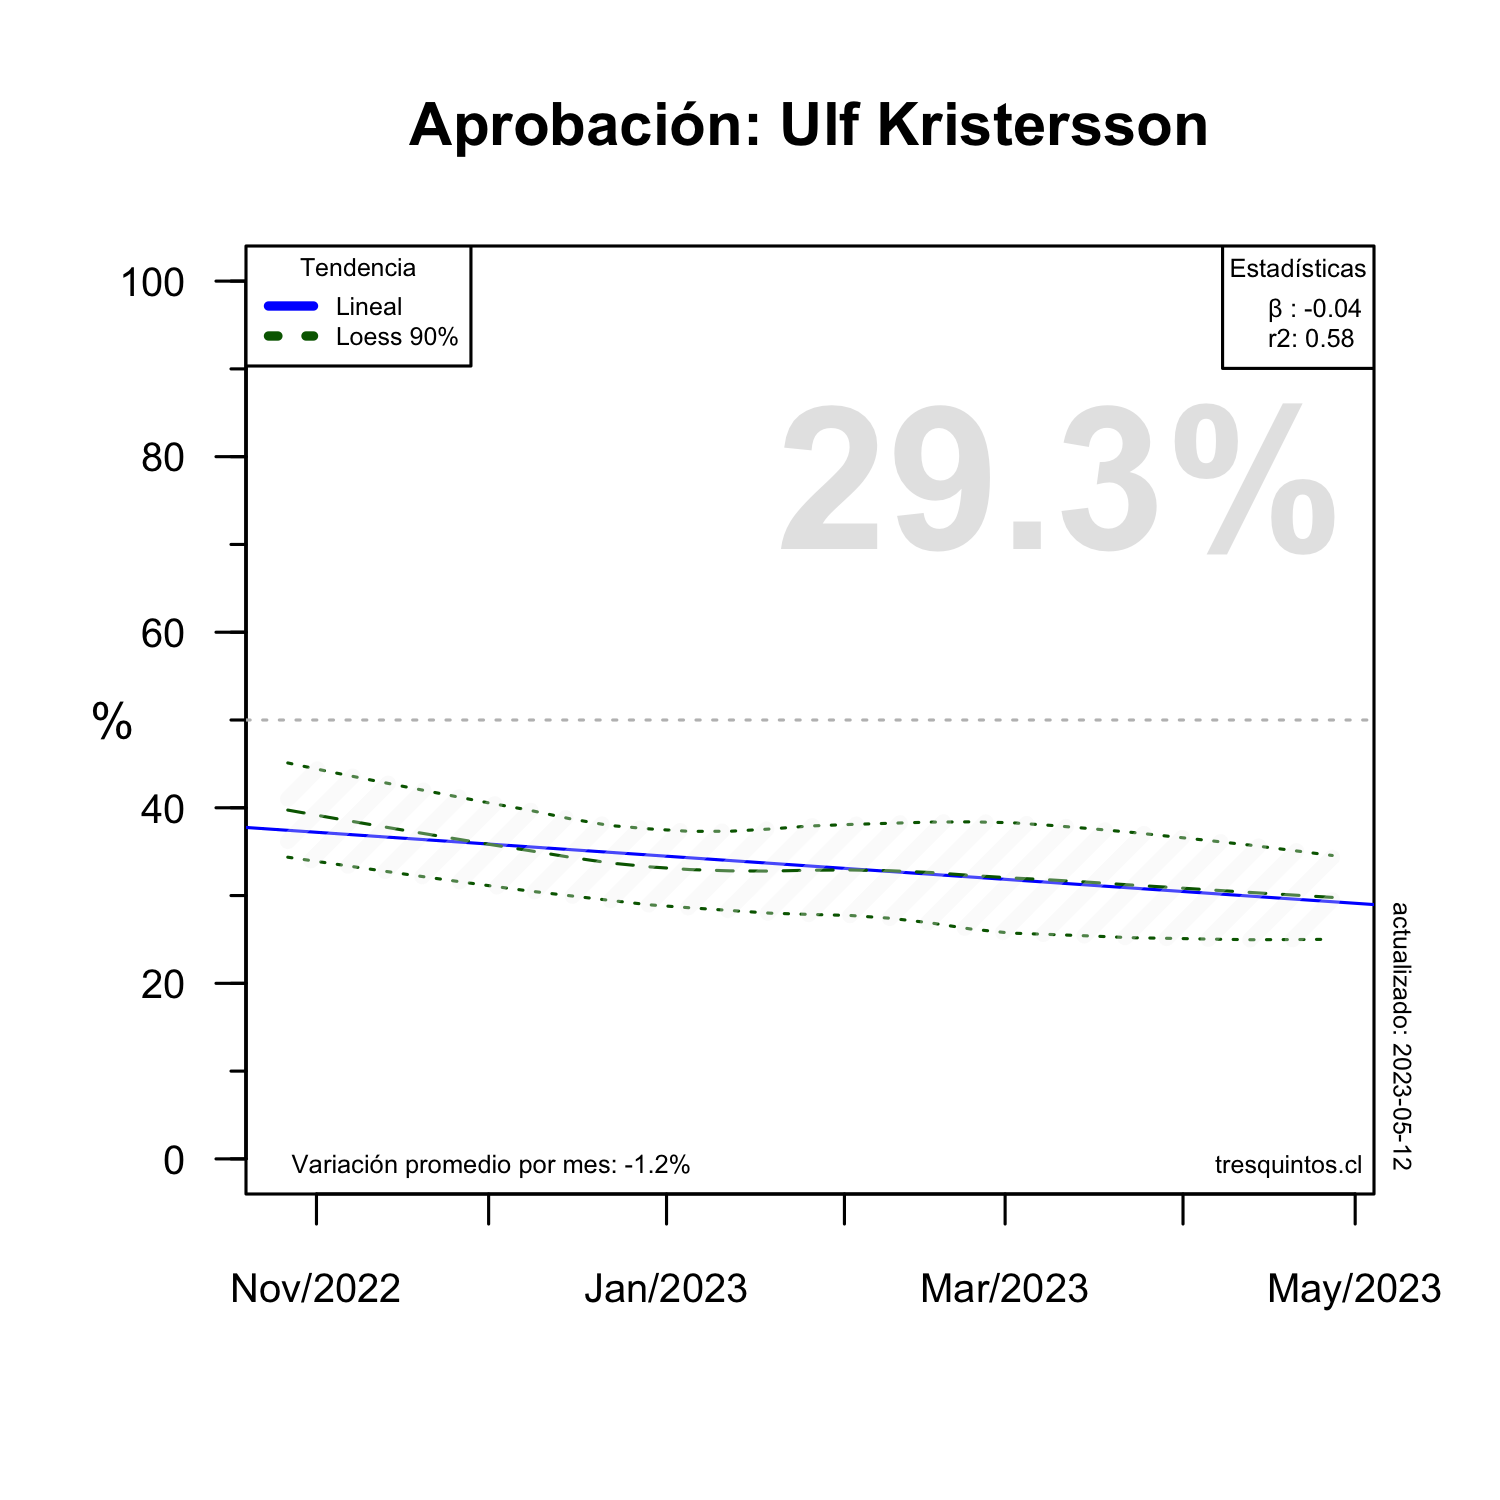 Aprobación: Ulf Kristersson
Tendencia
Lineal
Loess 90%
Estadísticas
β : -0.04
r2: 0.58
29.3%
100
80
60
40
20
0
%
Variación promedio por mes: -1.2%
tresquintos.cl
actualizado: 2023-05-12
Nov/2022
Jan/2023
Mar/2023
May/2023